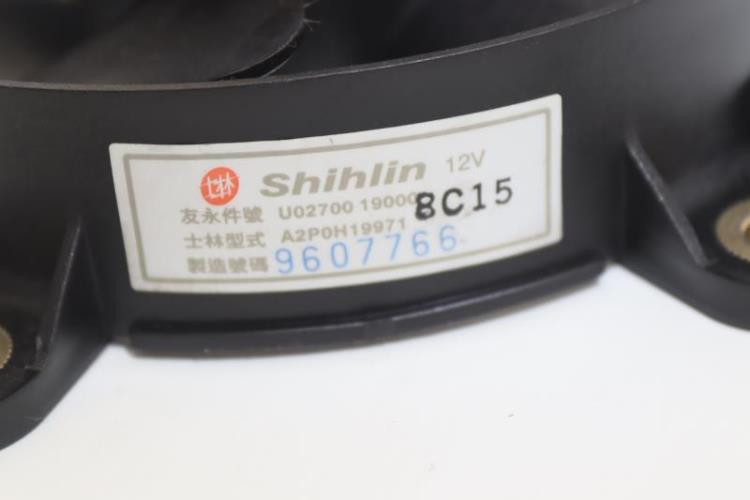 士林 Shihlin 12V
友永件號 U02700 19000 8C15
士林型式 A2P0H19971
製造號碼 9607766